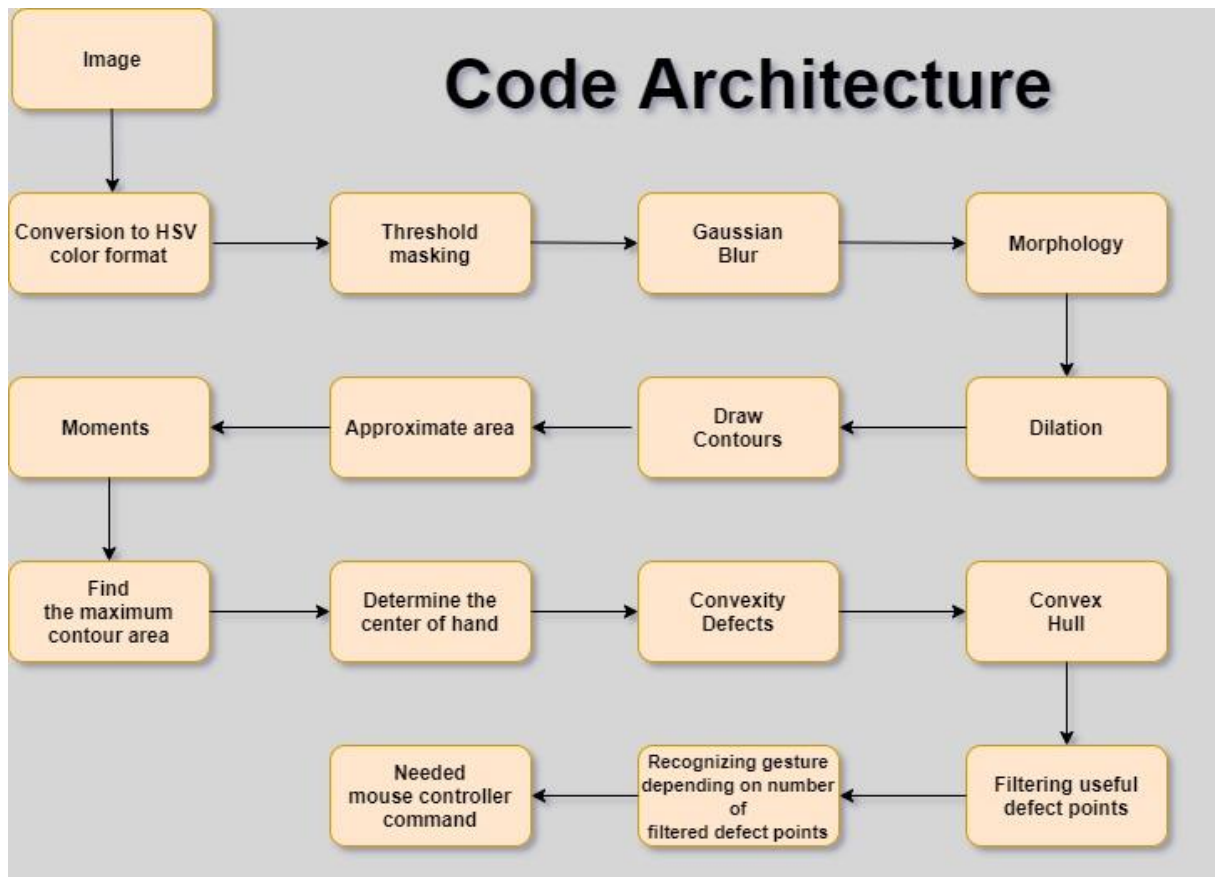 Image
Code Architecture
Conversion to HSV
color format
Threshold
masking
Gaussian
Blur
Morphology
Moments
Approximate area
Draw
Contours
Dilation
Find
the maximum
contour area
Determine the
center of hand
Convexity
Defects
Convex
Hull
Needed
mouse controller
command
Recognizing gesture
depending on number
of
filtered defect points
Filtering useful
defect points